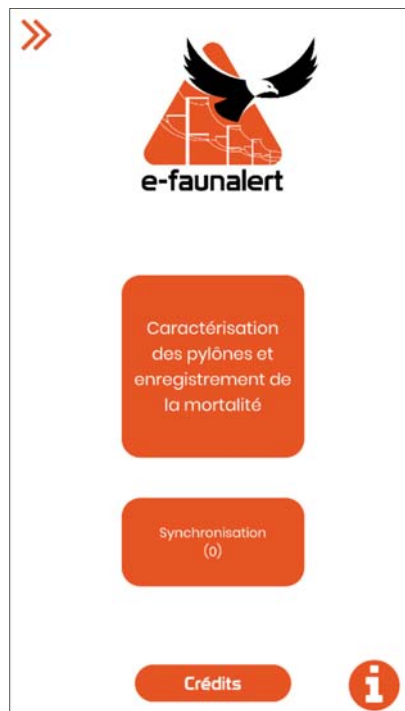 e-faunalert
Caractérisation
des pylônes et
enregistrement de
la mortalité
Synchronisation
(0)
Crédits
i